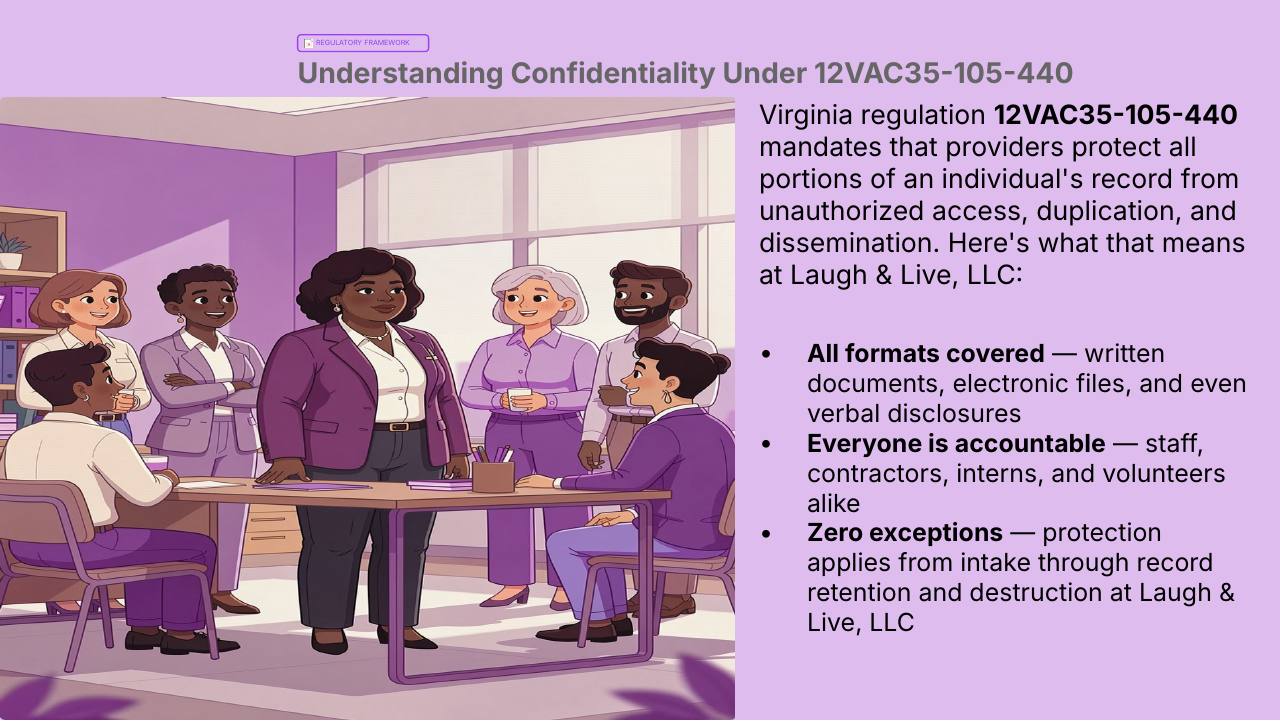 REGULATORY FRAMEWORK
Understanding Confidentiality Under 12VAC35-105-440
Virginia regulation 12VAC35-105-440
mandates that providers protect all
portions of an individual's record from
unauthorized access, duplication, and
dissemination. Here's what that means
at Laugh & Live, LLC:
• All formats covered — written
documents, electronic files, and even
verbal disclosures
• Everyone is accountable — staff,
contractors, interns, and volunteers
alike
• Zero exceptions — protection
applies from intake through record
retention and destruction at Laugh &
Live, LLC